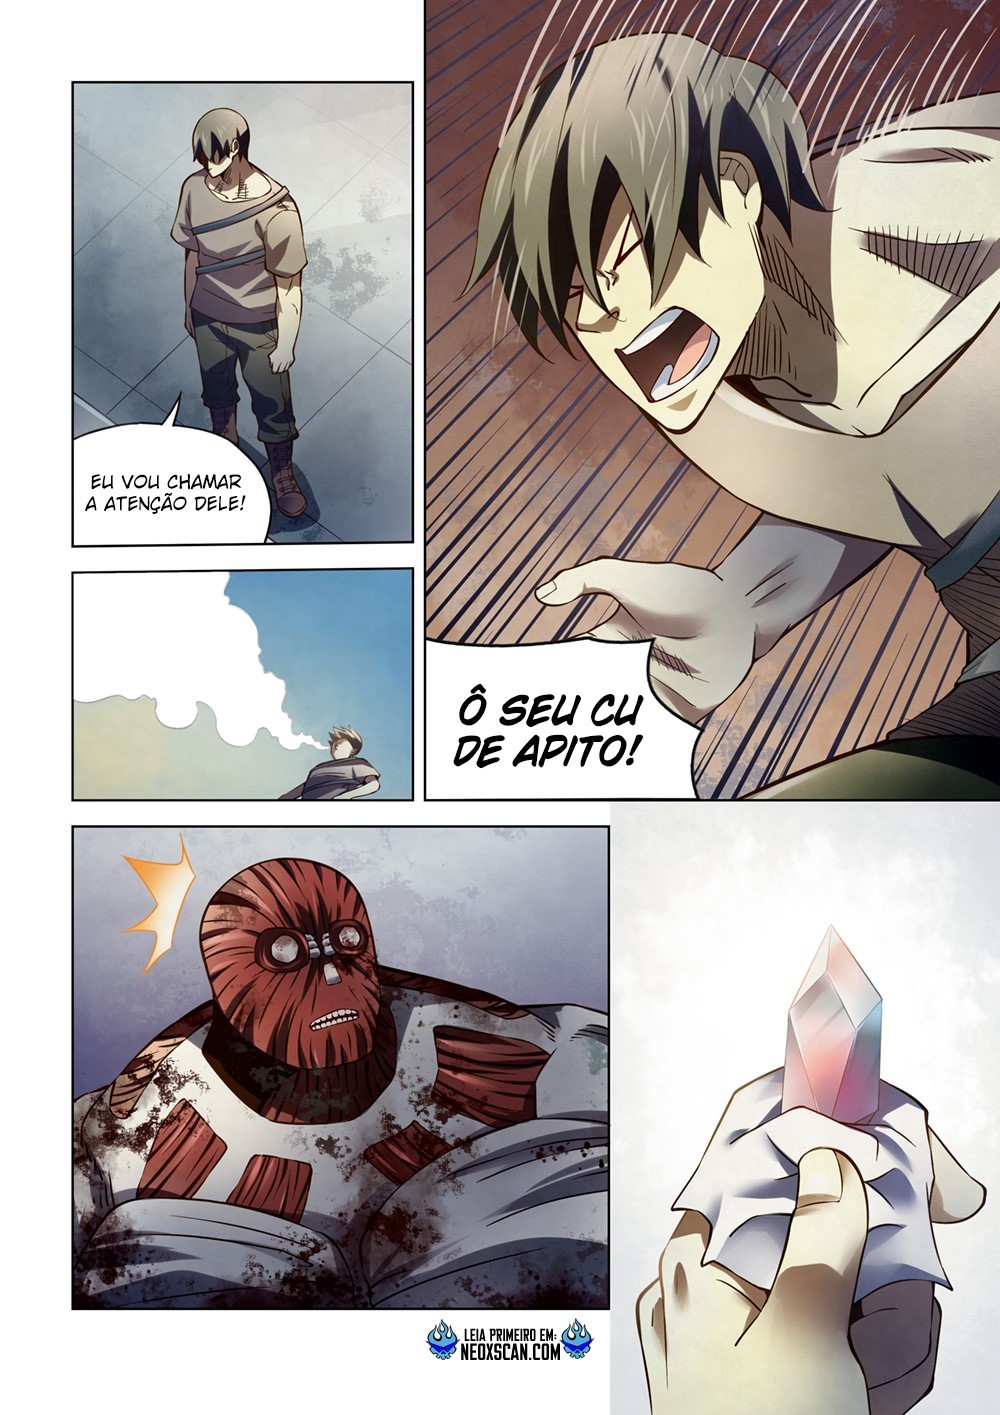 EU VOU CHAMAR
A ATENÇÃO DELE!
Ô SEU CU
DE APITO!
LEIA PRIMEIRO EM:
NEOXSCAN.COM